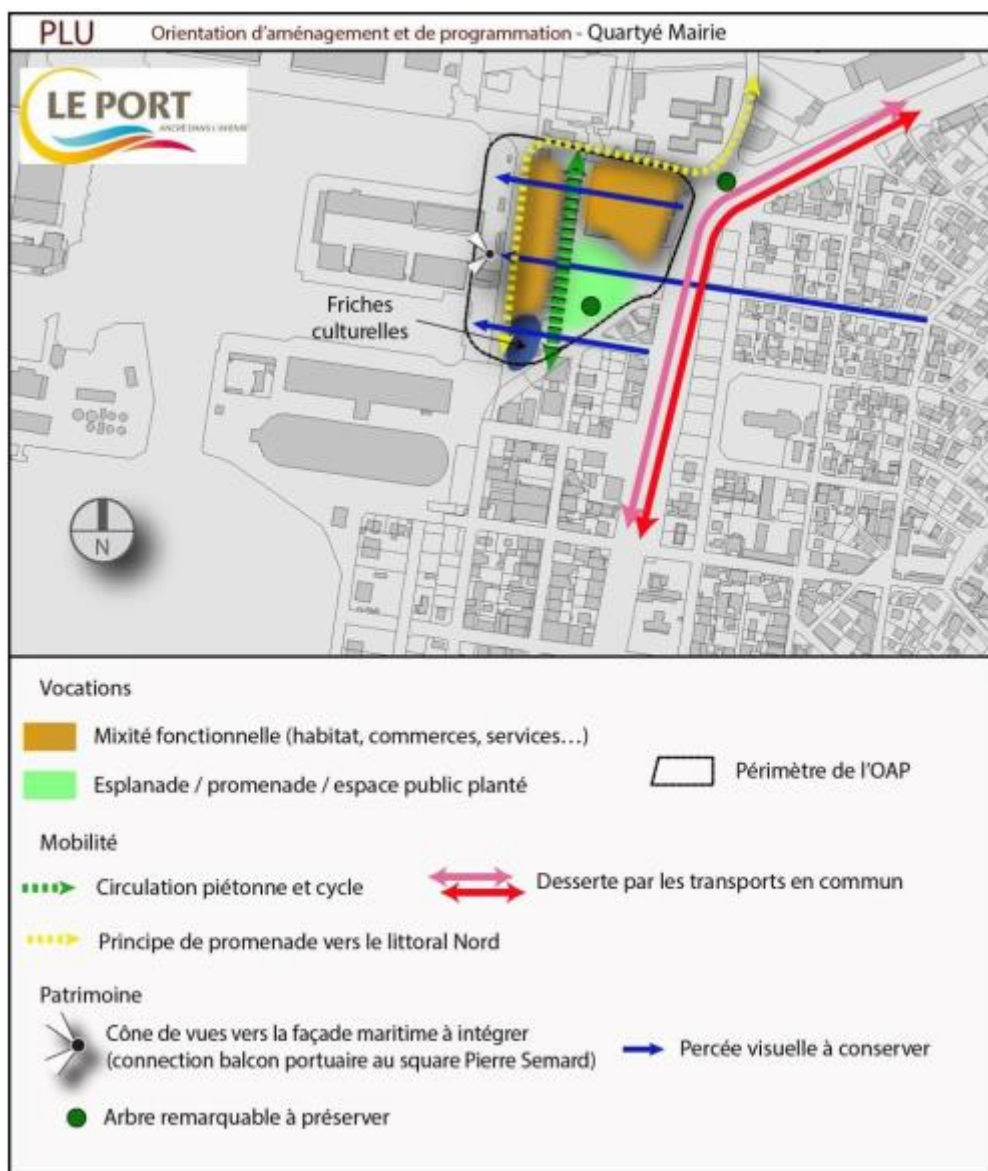 PLU Orientation d'aménagement et de programmation - Quartyé Mairie
LE PORT
ANCRÉ DANS L'AVENIR
Friches
culturelles
N
Vocations
Mixité fonctionnelle (habitat, commerces, services…)
Esplanade / promenade / espace public planté
Périmètre de l'OAP
Mobilité
Circulation piétonne et cycle
Desserte par les transports en commun
Principe de promenade vers le littoral Nord
Patrimoine
Cône de vues vers la façade maritime à intégrer
(connection balcon portuaire au square Pierre Semard)
Percée visuelle à conserver
Arbre remarquable à préserver